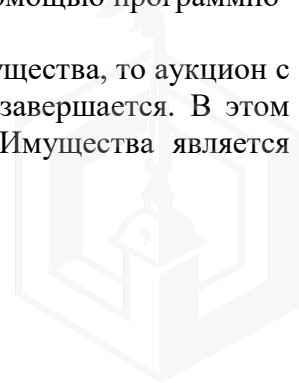 помощью программно-
ущества, то аукцион с
завершается. В этом
Имущества является